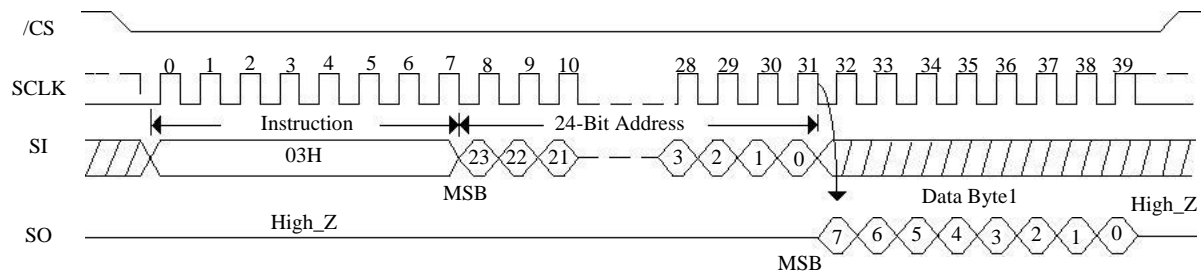 /CS
0 1 2 3 4 5 6 7 8 9 10 28 29 30 31 32 33 34 35 36 37 38 39
SCLK
Instruction 24-Bit Address
SI 03H 23 22 21 3 2 1 0
MSB Data Byte1 High_Z
High_Z
SO 7 6 5 4 3 2 1 0
MSB